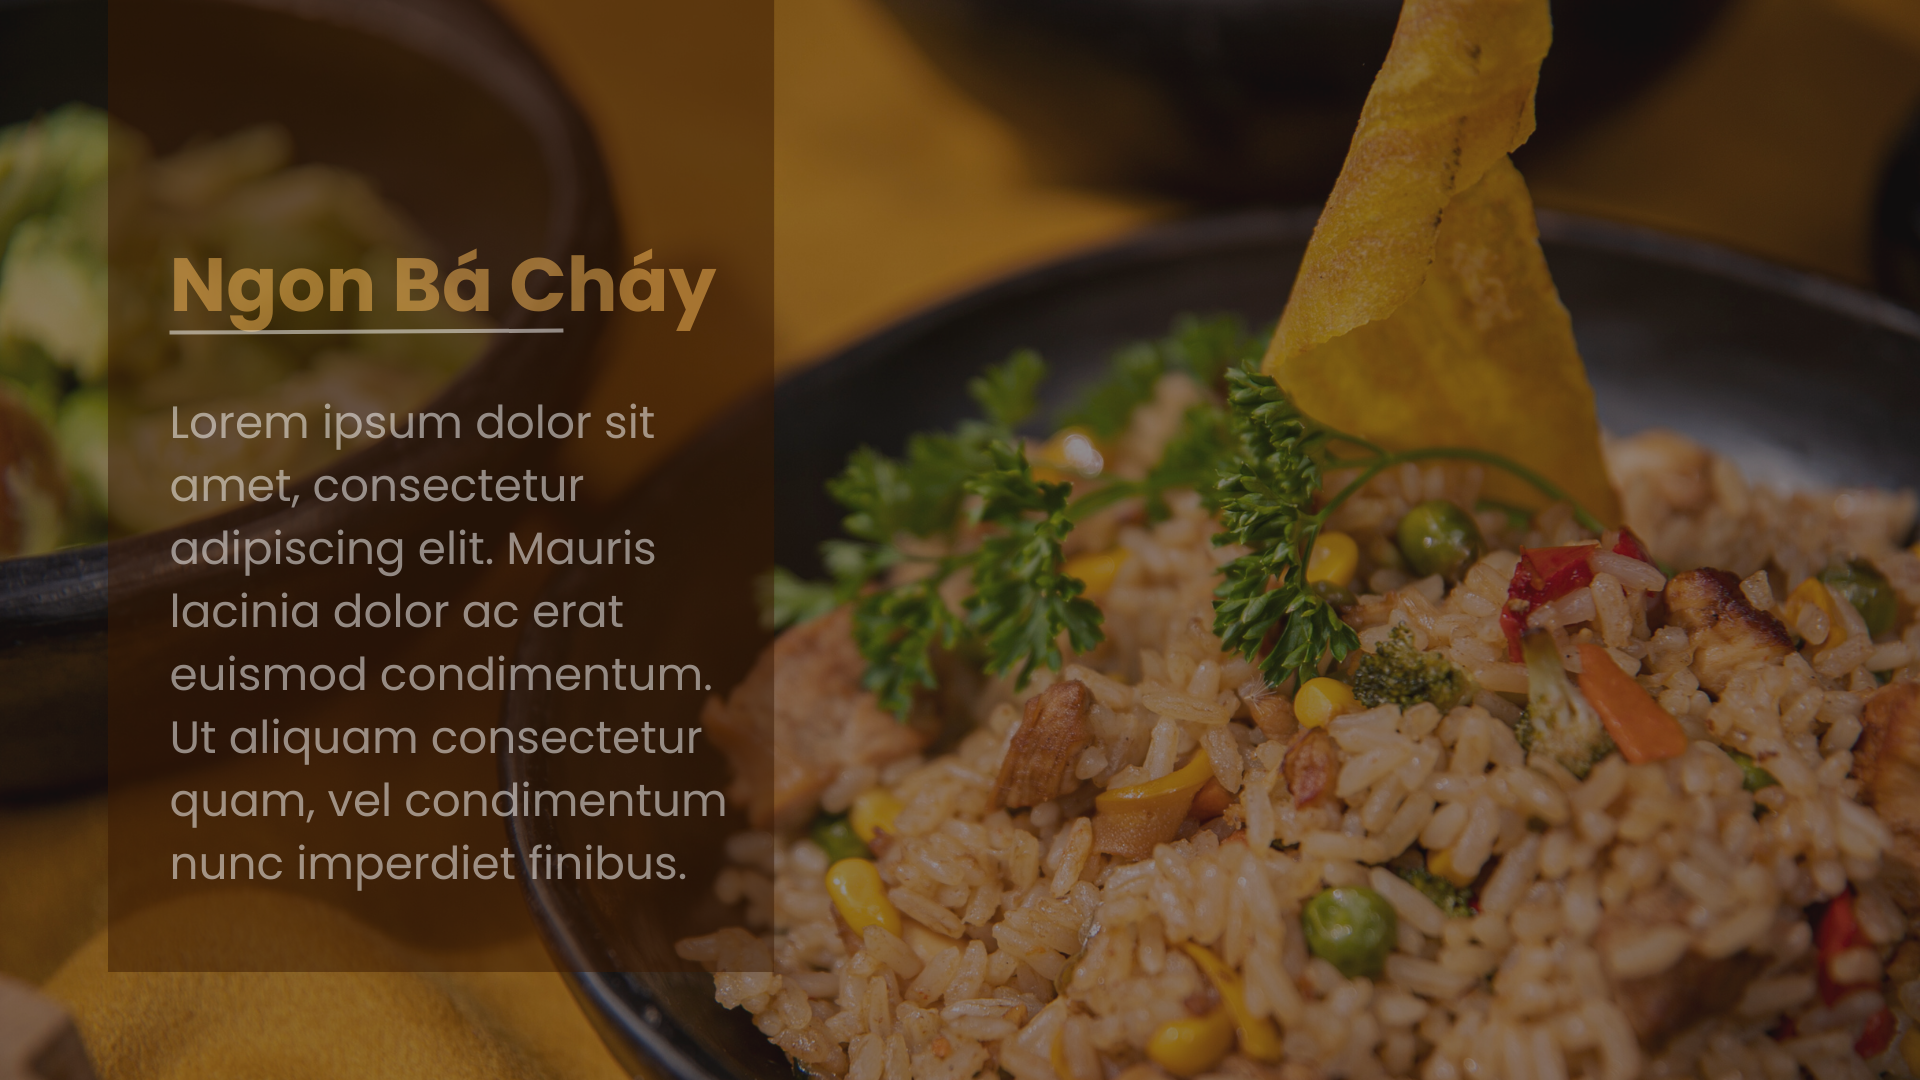 Ngon Bá Cháy
Lorem ipsum dolor sit
amet, consectetur
adipiscing elit. Mauris
lacinia dolor ac erat
euismod condimentum.
Ut aliquam consectetur
quam, vel condimentum
nunc imperdiet finibus.